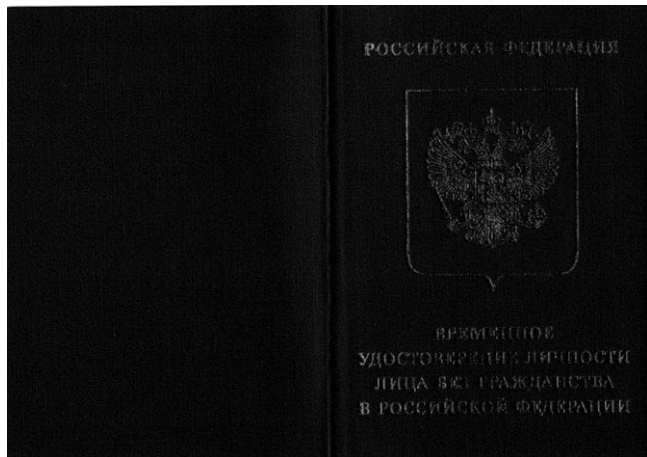 РОССИЙСКАЯ ФЕДЕРАЦИЯ
ВРЕМЕННОЕ
УДОСТОВЕРЕНИЕ ЛИЧНОСТИ
ЛИЦА БЕЗ ГРАЖДАНСТВА
В РОССИЙСКОЙ ФЕДЕРАЦИИ